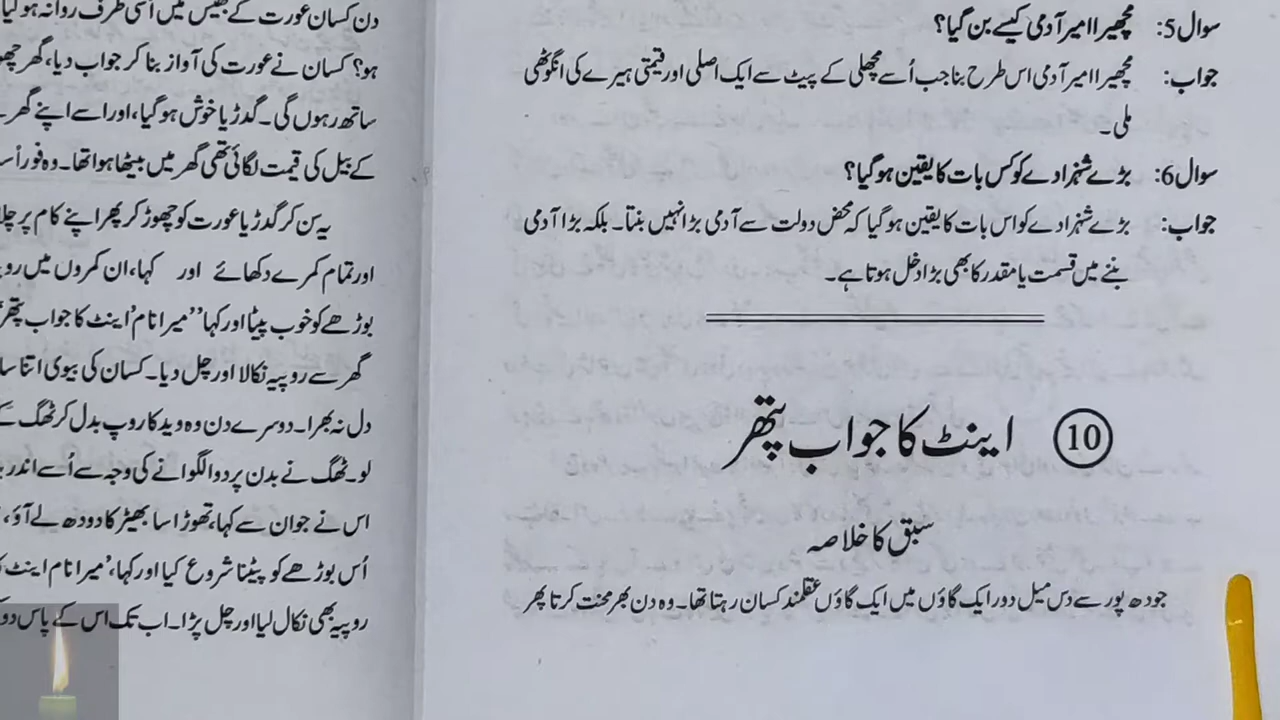 سوال 5: مچھیرا امیر آدمی کیسے بن گیا؟
جواب: مچھیرا امیر آدمی اس طرح بنا جب اُسے مچھلی کے پیٹ سے ایک اصلی اور قیمتی ہیرے کی انگوٹھی
ملی۔
سوال 6: بڑے شہزادے کو کس بات کا یقین ہو گیا؟
جواب: بڑے شہزادے کو اس بات کا یقین ہو گیا کہ محض دولت سے آدمی بڑا نہیں بنتا۔ بلکہ بڑا آدمی
بننے میں قسمت یا مقدر کا بھی بڑا دخل ہوتا ہے۔
10 اینٹ کا جواب پتھر
سبق کا خلاصہ
جودھ پور سے دس میل دور ایک گاؤں میں ایک گاؤں عقلمند کسان رہتا تھا۔ وہ دن بھر محنت کرتا پھر
دن کسان عورت کے بھیس میں اسی طرف روانہ ہو گیا
ہو؟ کسان نے عورت کی آواز بنا کر جواب دیا، گھر
ساتھ رہوں گی۔ گدڑیا خوش ہو گیا، اور اسے اپنے گھر
کے بیل کی قیمت لگائی تھی گھر میں بیٹھا ہوا تھا۔ وہ فوراً
یہ سن کر گدڑیا عورت کو چھوڑ کر پھر اپنے کام پر
اور تمام کمرے دکھائے اور کہا، ان کمروں میں
بوڑھے کو خوب پیٹا اور کہا ”میرا نام ’اینٹ کا جواب پتھر
گھر سے روپیہ نکالا اور چل دیا۔ کسان کی بیوی اتنا
دل نہ بھرا۔ دوسرے دن وہ وید کا روپ بدل کر ٹھگ کے
لو۔ ٹھگ نے بدن پر دوا لگوانے کی وجہ سے اُسے اندر
اس نے جوان سے کہا، تھوڑا سا بھیڑ کا دودھ لے آؤ،
اُس بوڑھے کو پیٹنا شروع کیا اور کہا، ’میرا نام اینٹ
روپیہ بھی نکال لیا اور چل پڑا۔ اب تک اس کے پاس